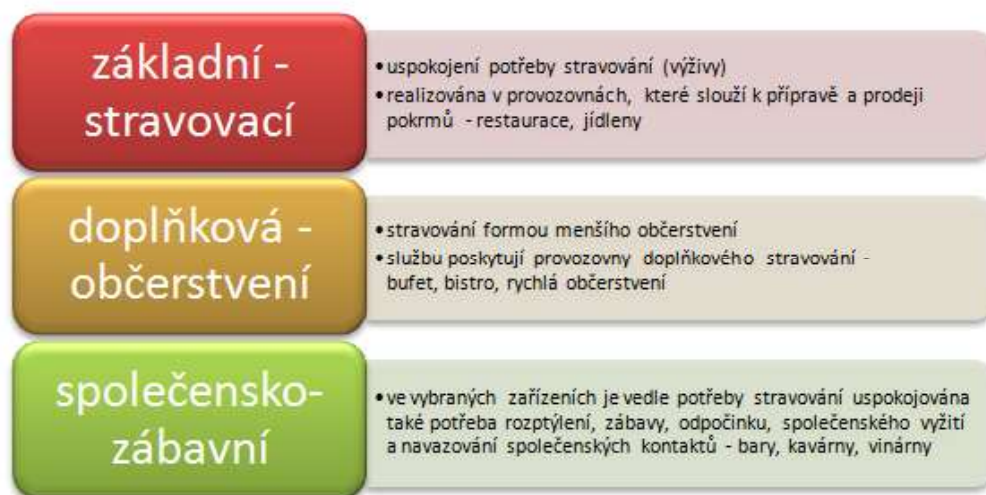 základní -
stravovací
• uspokojení potřeby stravování (výživy)
• realizována v provozovnách, které slouží k přípravě a prodeji
pokrmů - restaurace, jídleny
doplňková -
občerstvení
• stravování formou menšího občerstvení
• službu poskytují provozovny doplňkového stravování -
bufet, bistro, rychlá občerstvení
společensko-
zábavní
• ve vybraných zařízeních je vedle potřeby stravování uspokojována
také potřeba rozptýlení, zábavy, odpočinku, společenského vyžití
a navazování společenských kontaktů - bary, kavárny, vinárny